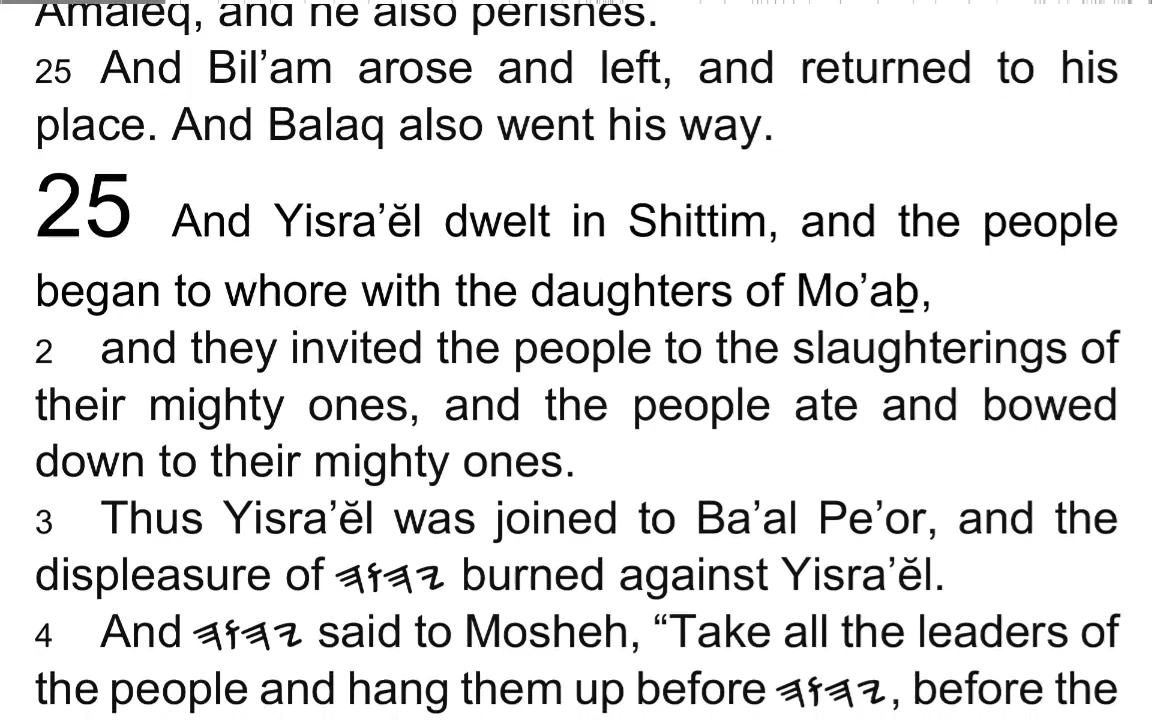 Amalĕq, and he also perishes.
25 And Bil’am arose and left, and returned to his
place. And Balaq also went his way.
25 And Yisra’ĕl dwelt in Shittim, and the people
began to whore with the daughters of Mo’aḇ,
2 and they invited the people to the slaughterings of
their mighty ones, and the people ate and bowed
down to their mighty ones.
3 Thus Yisra’ĕl was joined to Ba’al Pe’or, and the
displeasure of 𐤉𐤄𐤅𐤄 burned against Yisra’ĕl.
4 And 𐤉𐤄𐤅𐤄 said to Mosheh, “Take all the leaders of
the people and hang them up before 𐤉𐤄𐤅𐤄, before the